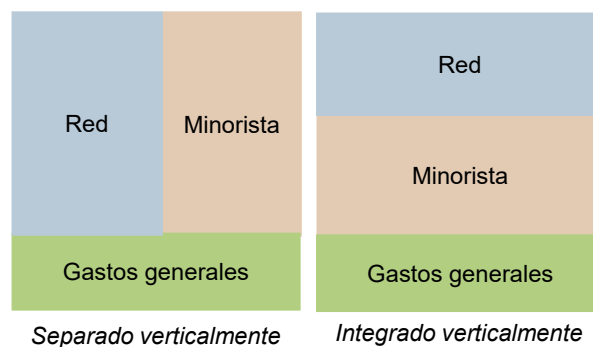 Red
Minorista
Gastos generales
Separado verticalmente
Red
Minorista
Gastos generales
Integrado verticalmente